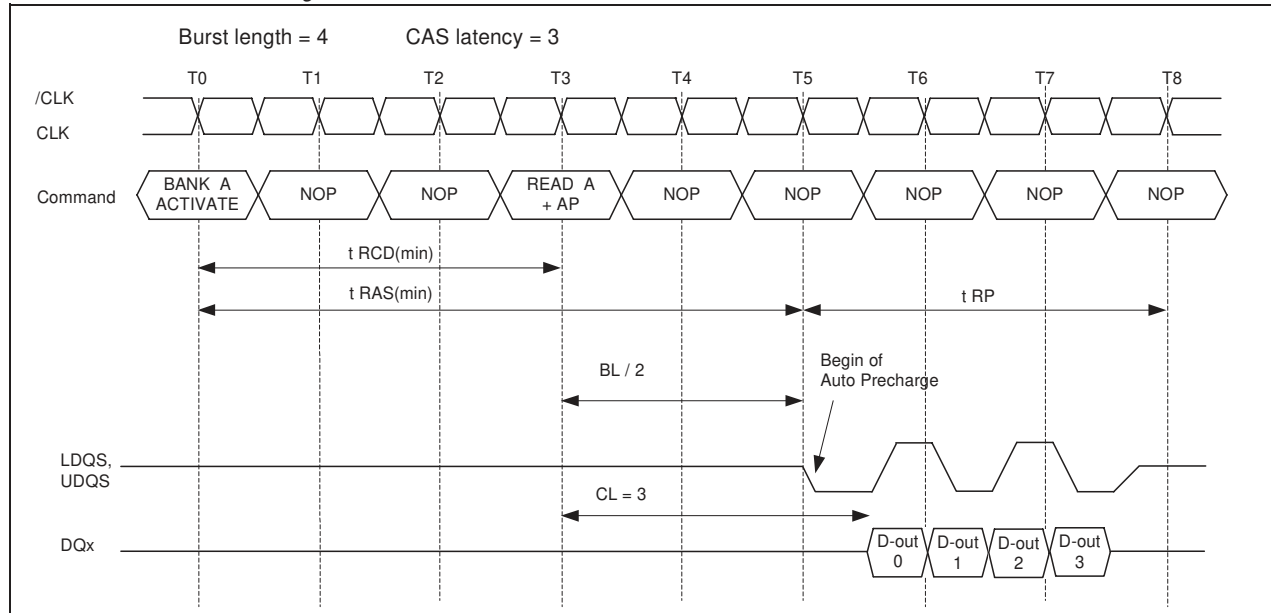 Burst length = 4 CAS latency = 3
T0 T1 T2 T3 T4 T5 T6 T7 T8
/CLK
CLK
Command
BANK A
ACTIVATE
NOP
NOP
READ A
+ AP
NOP
NOP
NOP
NOP
NOP
t RCD(min)
t RAS(min)
t RP
BL / 2
Begin of
Auto Precharge
LDQS,
UDQS
CL = 3
DQx
D-out
0
D-out
1
D-out
2
D-out
3